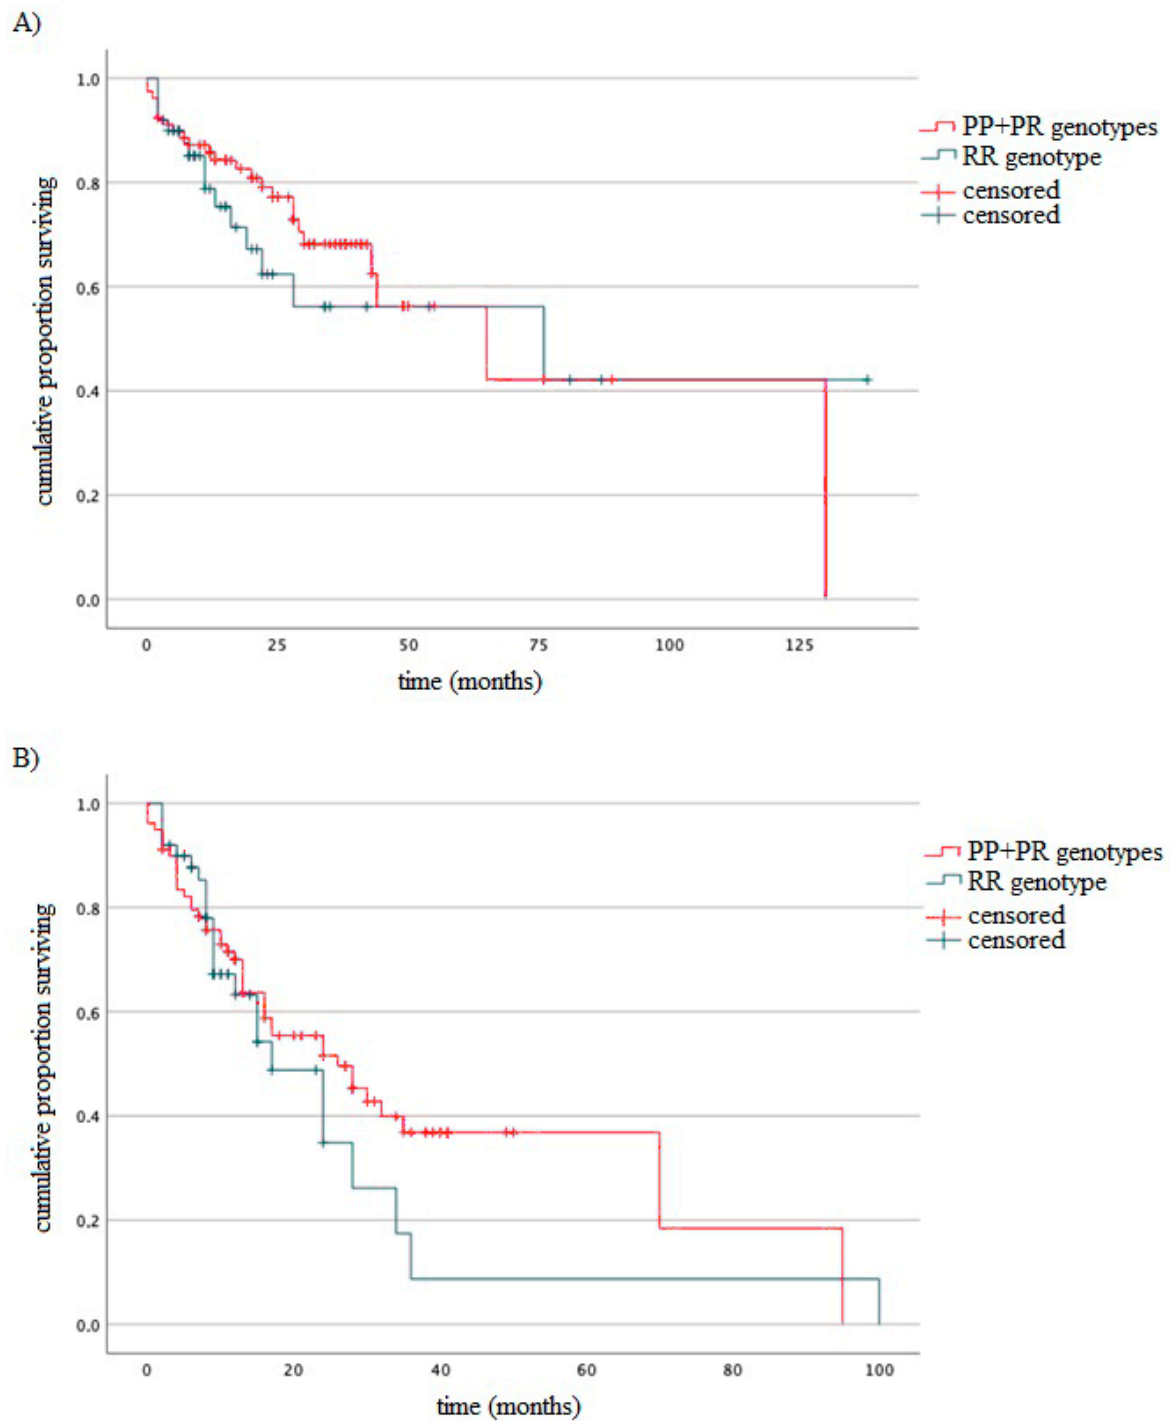 A)
1.0
0.8
0.6
0.4
0.2
0.0
cumulative proportion surviving
0 25 50 75 100 125
time (months)
PP+PR genotypes
RR genotype
censored
censored
B)
1.0
0.8
0.6
0.4
0.2
0.0
cumulative proportion surviving
0 20 40 60 80 100
time (months)
PP+PR genotypes
RR genotype
censored
censored